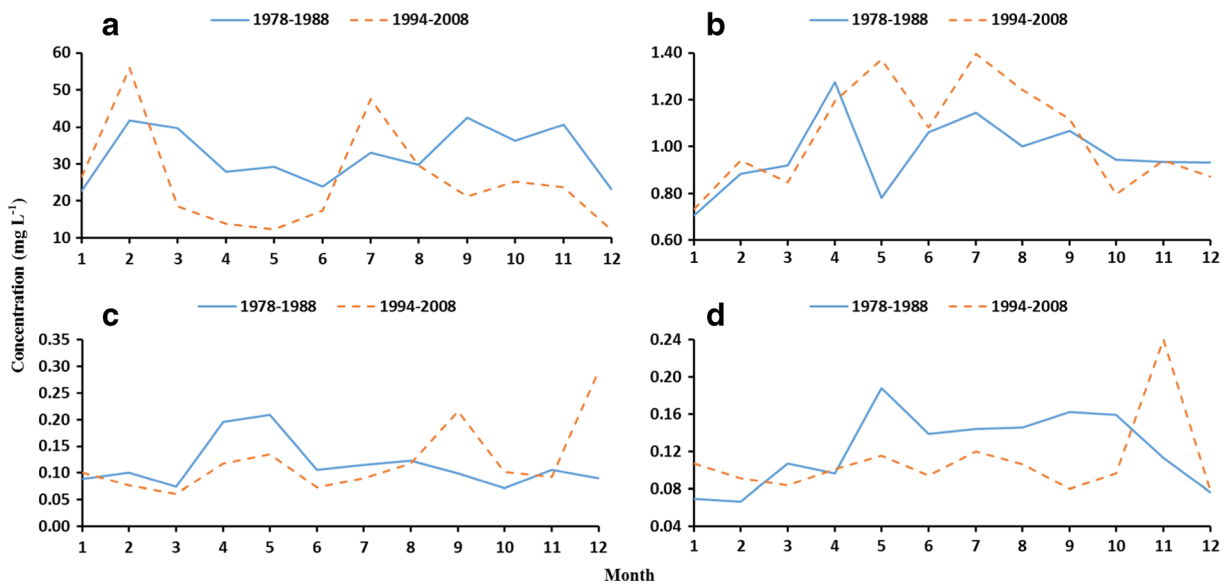 a
1978-1988 1994-2008
60
50
40
30
20
10
1 2 3 4 5 6 7 8 9 10 11 12
b
1978-1988 1994-2008
1.40
1.20
1.00
0.80
0.60
1 2 3 4 5 6 7 8 9 10 11 12
Concentration (mg L-1)
c
1978-1988 1994-2008
0.35
0.30
0.25
0.20
0.15
0.10
0.05
0.00
1 2 3 4 5 6 7 8 9 10 11 12
d
1978-1988 1994-2008
0.24
0.20
0.16
0.12
0.08
0.04
1 2 3 4 5 6 7 8 9 10 11 12
Month